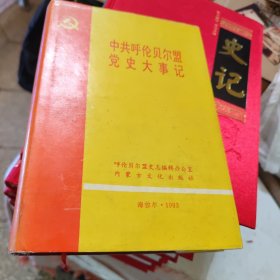 中共呼伦贝尔盟
党史大事记
呼伦贝尔盟史志编辑办公室
内蒙古文化出版社
海拉尔·1993
史记